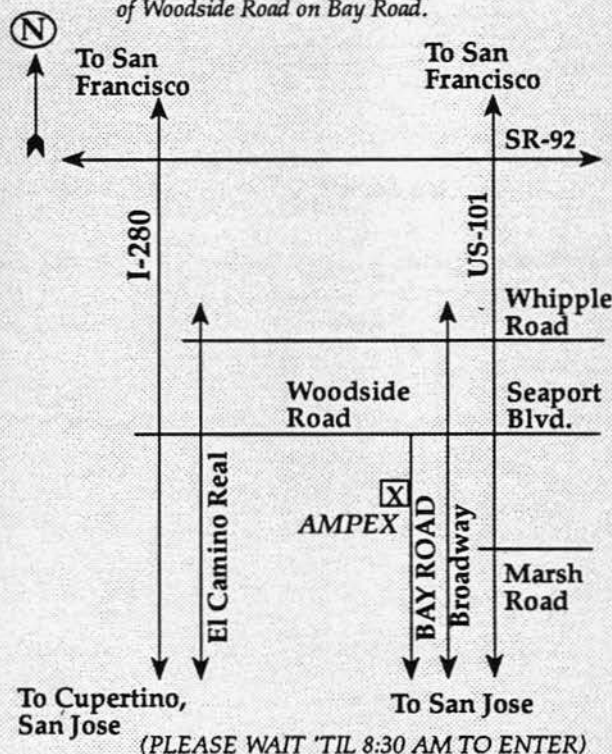 of Woodside Road on Bay Road.
N
To San
Francisco
To San
Francisco
SR-92
I-280
US-101
Whipple
Road
Woodside
Road
Seaport
Blvd.
El Camino Real
X
AMPEX
BAY ROAD
Broadway
Marsh
Road
To Cupertino,
San Jose
To San Jose
(PLEASE WAIT 'TIL 8:30 AM TO ENTER)